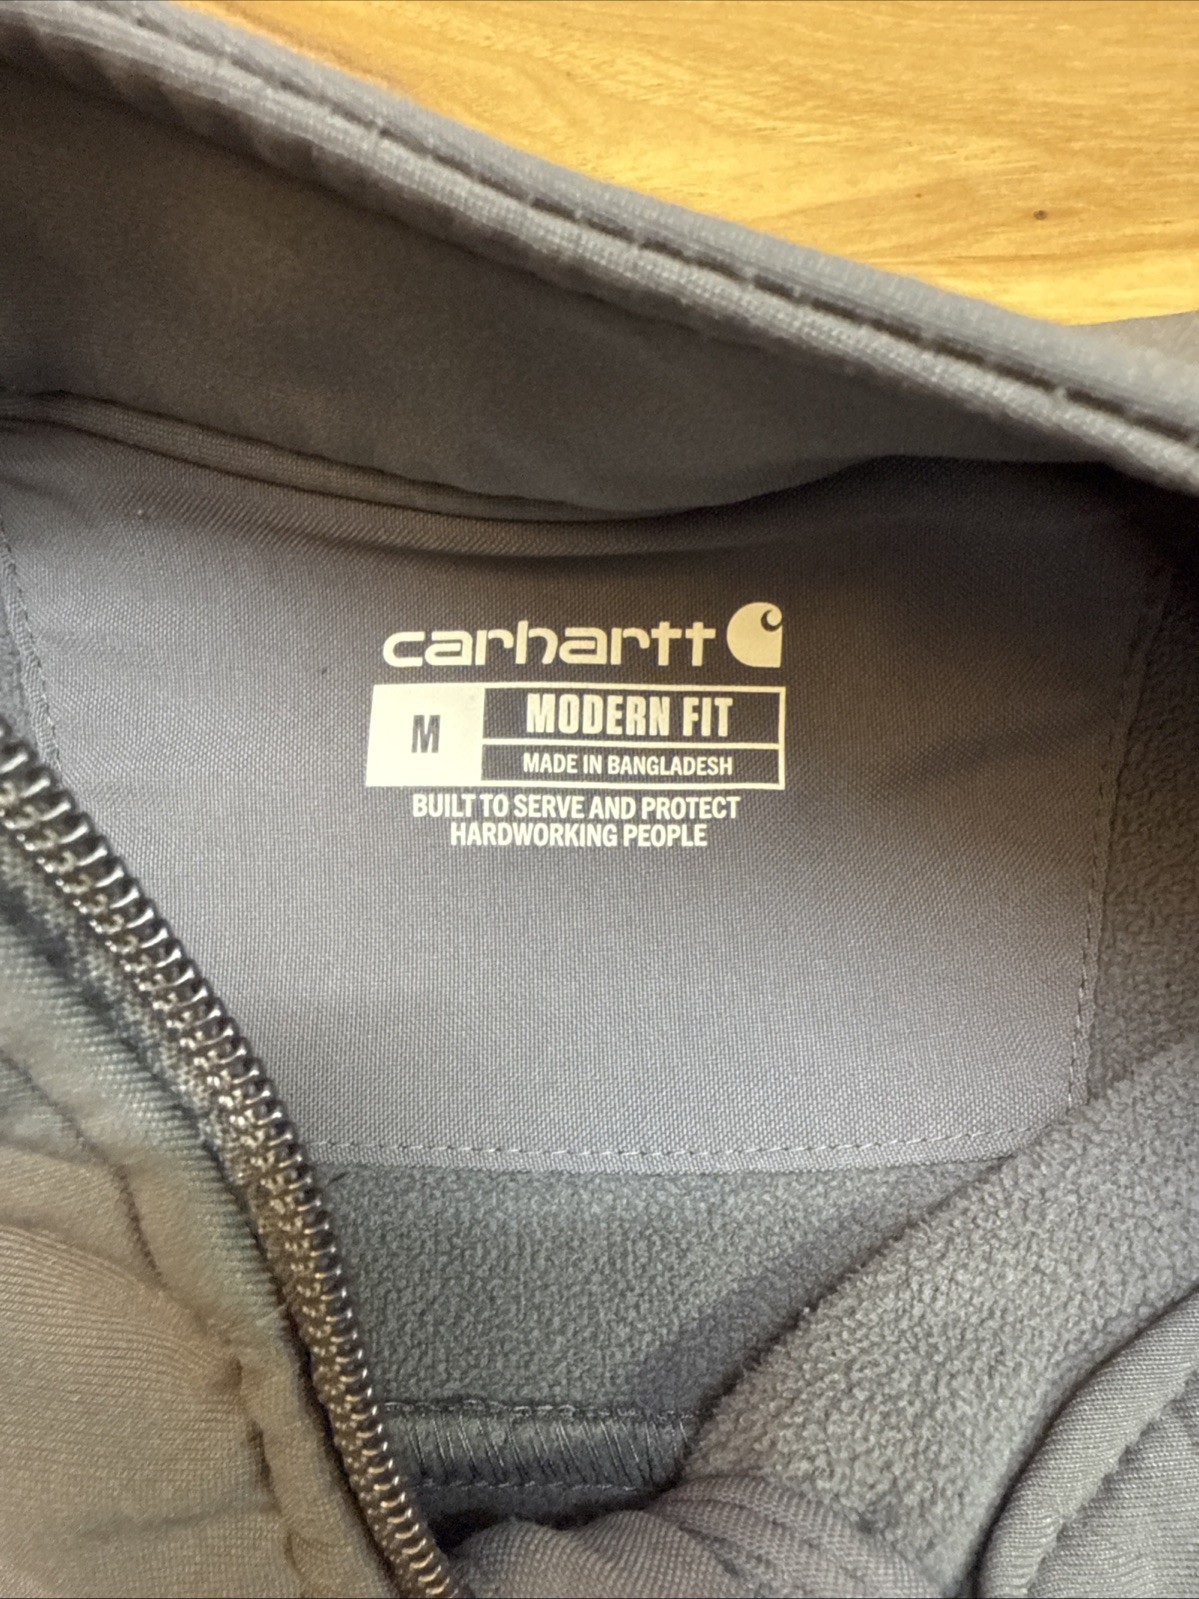 carhartt
M
MODERN FIT
MADE IN BANGLADESH
BUILT TO SERVE AND PROTECT
HARDWORKING PEOPLE